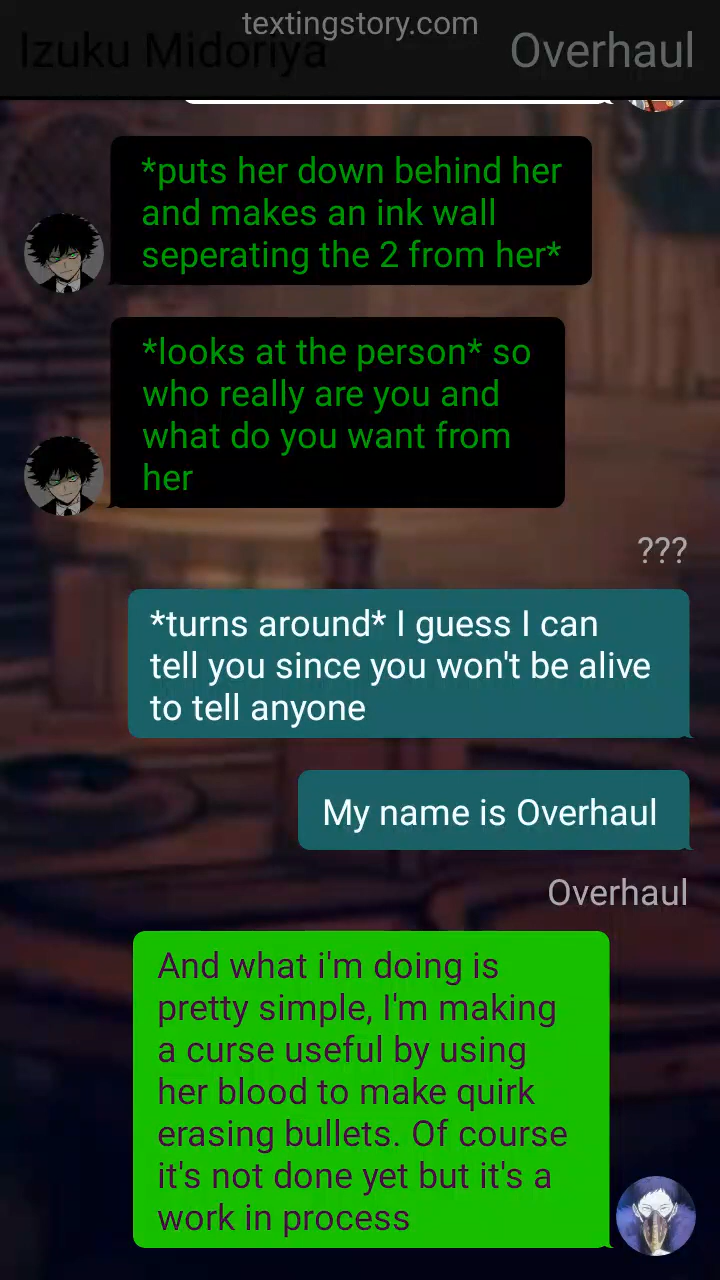 textingstory.com
Izuku Midoriya
Overhaul
*puts her down behind her
and makes an ink wall
seperating the 2 from her*
*looks at the person* so
who really are you and
what do you want from
her
???
*turns around* I guess I can
tell you since you won't be alive
to tell anyone
My name is Overhaul
Overhaul
And what i'm doing is
pretty simple, I'm making
a curse useful by using
her blood to make quirk
erasing bullets. Of course
it's not done yet but it's a
work in process